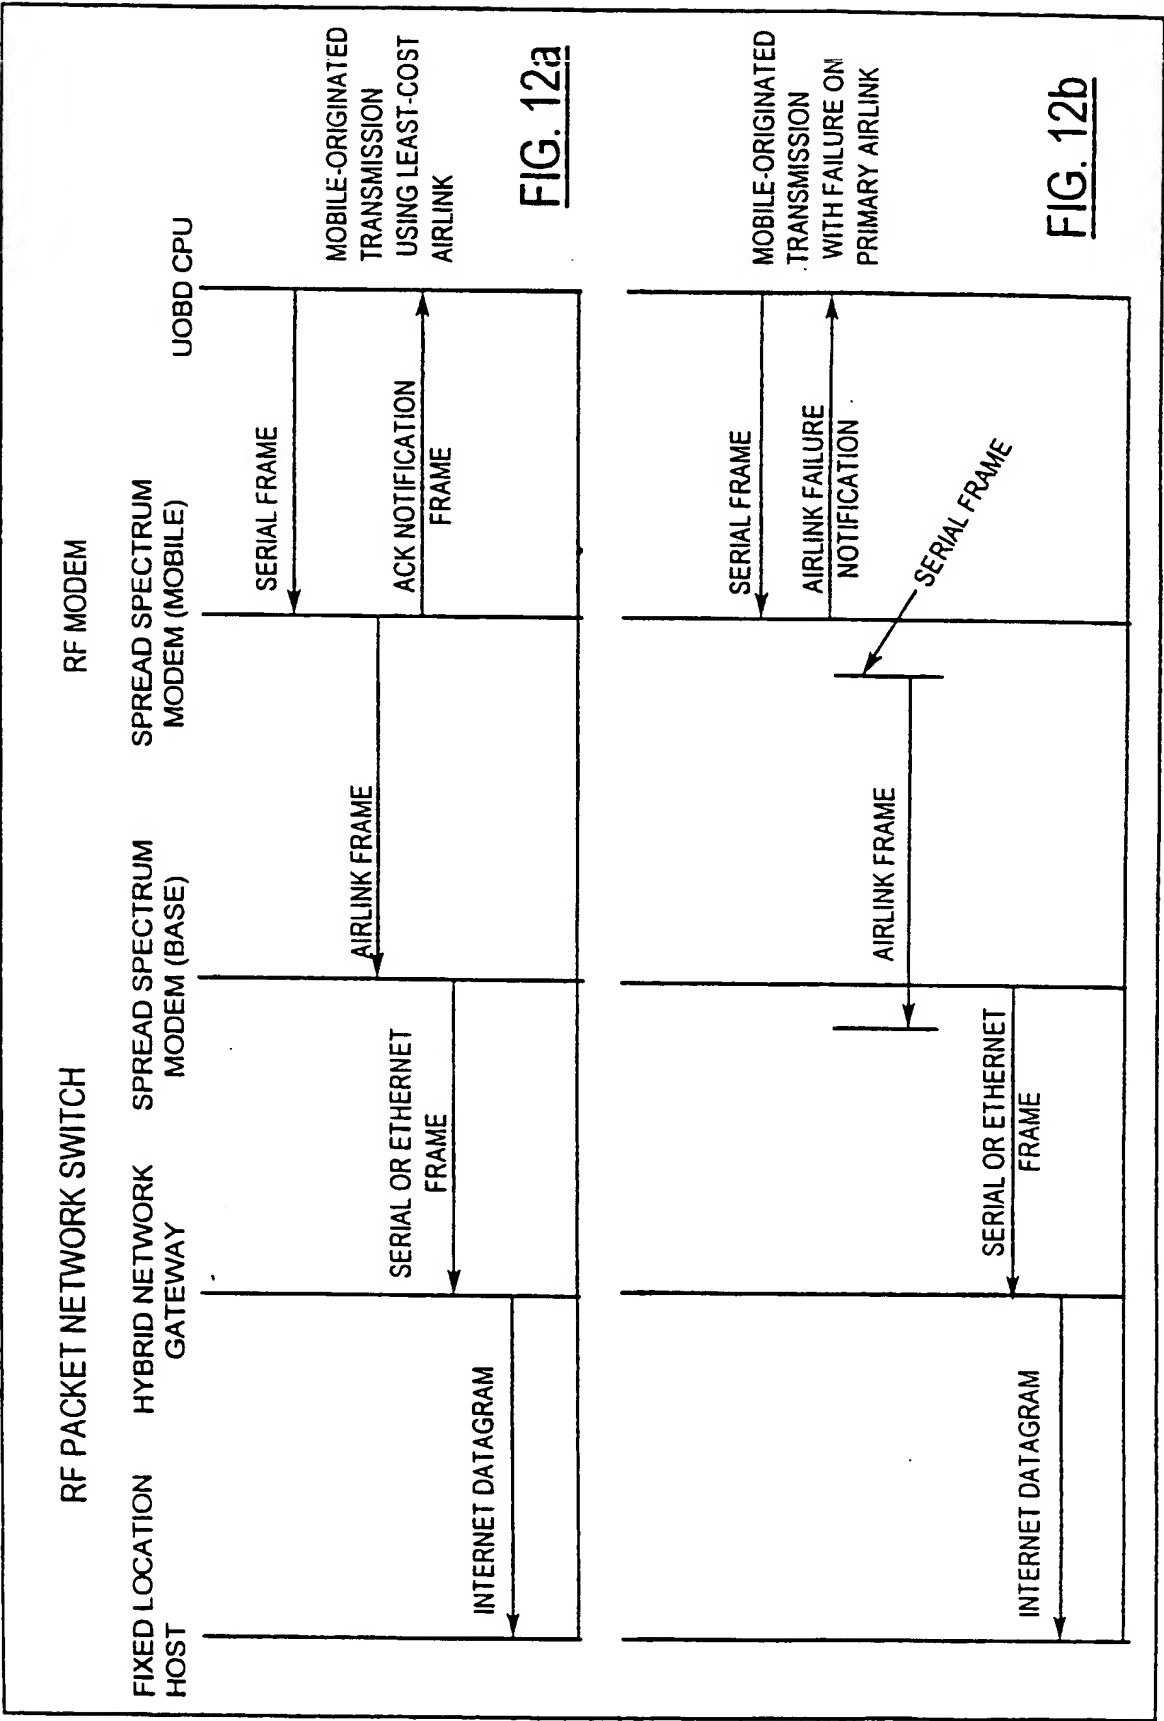 RF PACKET NETWORK SWITCH
RF MODEM
FIXED LOCATION
HOST
HYBRID NETWORK
GATEWAY
SPREAD SPECTRUM
MODEM (BASE)
SPREAD SPECTRUM
MODEM (MOBILE)
UOBD CPU
SERIAL FRAME
ACK NOTIFICATION
FRAME
AIRLINK FRAME
SERIAL OR ETHERNET
FRAME
INTERNET DATAGRAM
MOBILE-ORIGINATED
TRANSMISSION
USING LEAST-COST
AIRLINK
FIG. 12a
SERIAL FRAME
AIRLINK FAILURE
NOTIFICATION
SERIAL FRAME
AIRLINK FRAME
SERIAL OR ETHERNET
FRAME
INTERNET DATAGRAM
MOBILE-ORIGINATED
TRANSMISSION
WITH FAILURE ON
PRIMARY AIRLINK
FIG. 12b